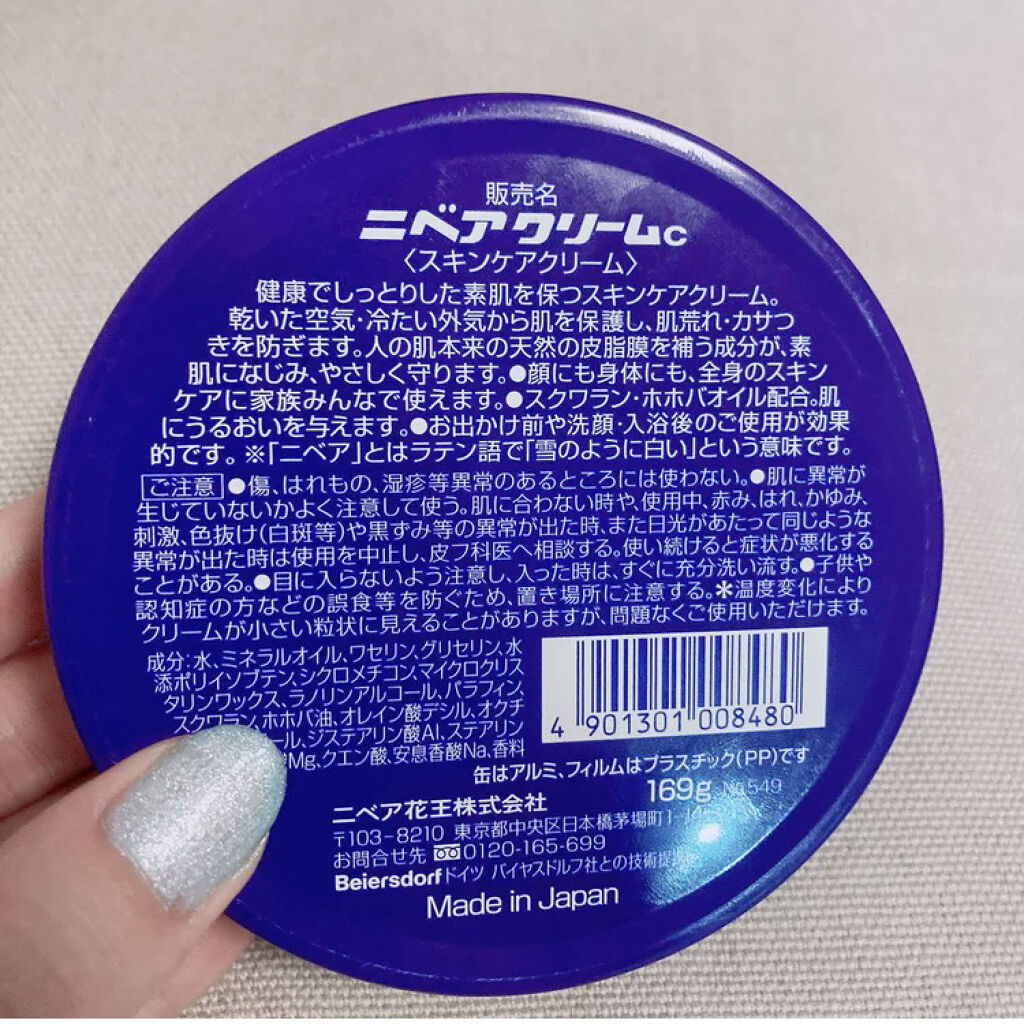 販売名
ニベアクリームc
〈スキンケアクリーム〉
健康でしっとりした素肌を保つスキンケアクリーム。
乾いた空気・冷たい外気から肌を保護し、肌荒れ・カサつ
きを防ぎます。人の肌本来の天然の皮脂膜を補う成分が、素
肌になじみ、やさしく守ります。●顔にも身体にも、全身のスキン
ケアに家族みんなで使えます。●スクワラン・ホホバオイル配合。肌
にうるおいを与えます。●お出かけ前や洗顔・入浴後のご使用が効果
的です。※「ニベア」とはラテン語で「雪のように白い」という意味です。
ご注意 ●傷、はれもの、湿疹等異常のあるところには使わない。●肌に異常が
生じていないかよく注意して使う。肌に合わない時や、使用中、赤み、はれ、かゆみ、
刺激、色抜け(白斑等)や黒ずみ等の異常が出た時、また日光があたって同じような
異常が出た時は使用を中止し、皮フ科医へ相談する。使い続けると症状が悪化する
ことがある。●目に入らないよう注意し、入った時は、すぐに充分洗い流す。●子供や
認知症の方などの誤食等を防ぐため、置き場所に注意する。＊温度変化により
クリームが小さい粒状に見えることがありますが、問題なくご使用いただけます。
成分:水、ミネラルオイル、ワセリン、グリセリン、水
添ポリイソブテン、シクロメチコン、マイクロクリス
タリンワックス、ラノリンアルコール、パラフィン、
スクワラン、ホホバ油、オレイン酸デシル、オクチ
ール、ジステアリン酸Al、ステアリン
Mg、クエン酸、安息香酸Na、香料
4 901301 008480
缶はアルミ、フィルムはプラスチック(PP)です
169g No.549
ニベア花王株式会社
〒103-8210 東京都中央区日本橋茅場町1-
お問合せ先 0120-165-699
Beiersdorfドイツ バイヤスドルフ社との技術提
Made in Japan